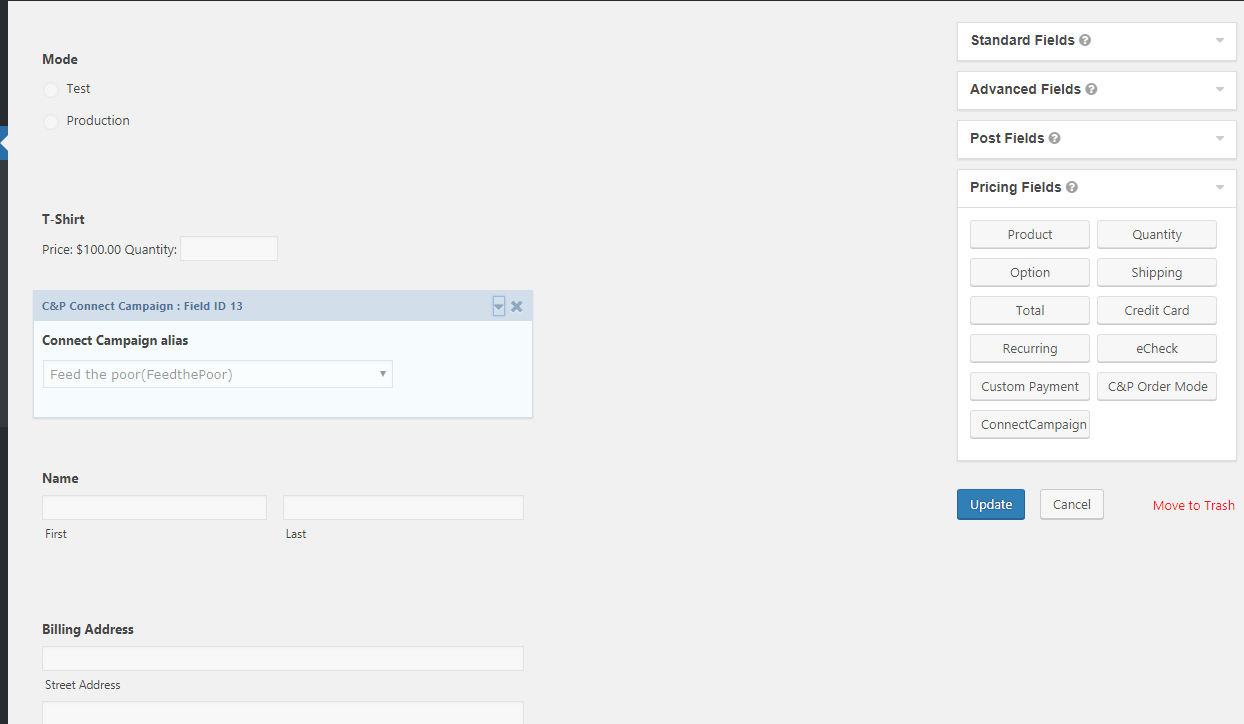 Mode
Test
Production
T-Shirt
Price: $100.00 Quantity:
C&P Connect Campaign : Field ID 13
Connect Campaign alias
Feed the poor(FeedthePoor)
Name
First
Last
Billing Address
Street Address
Standard Fields
Advanced Fields
Post Fields
Pricing Fields
Product
Quantity
Option
Shipping
Total
Credit Card
Recurring
eCheck
Custom Payment
C&P Order Mode
ConnectCampaign
Update
Cancel
Move to Trash